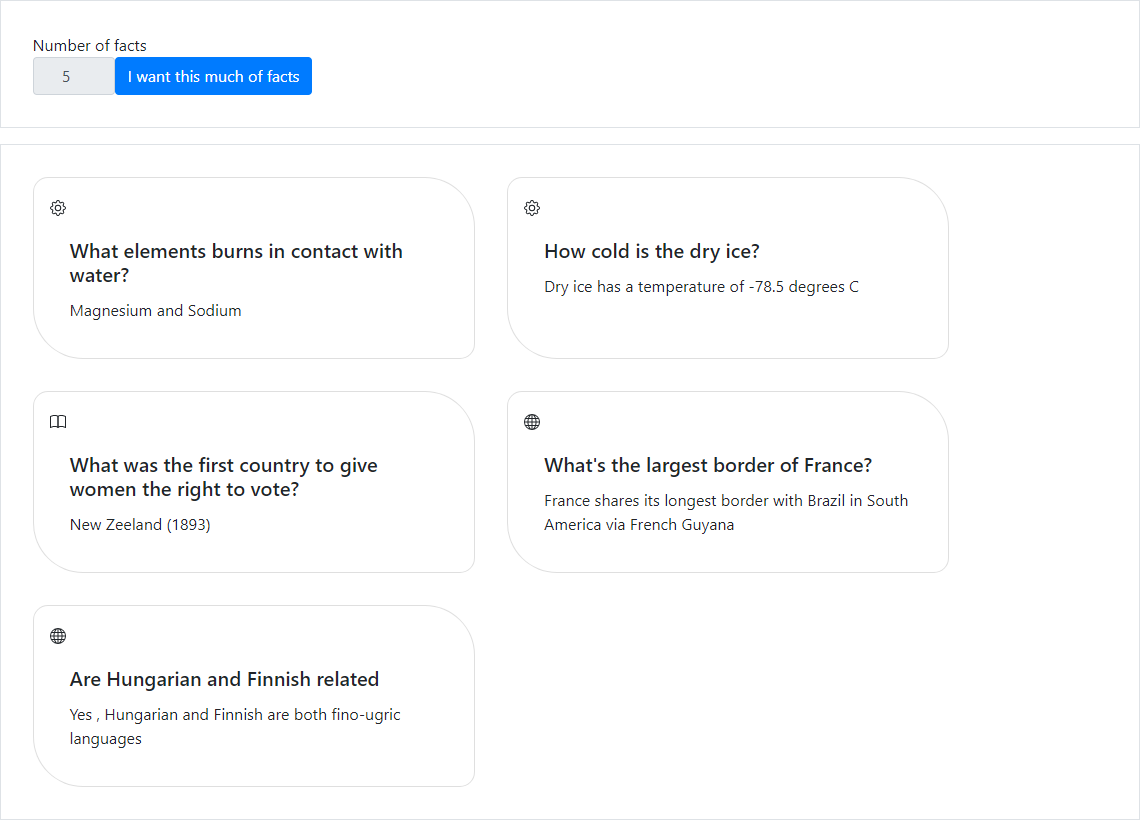 Number of facts
5
I want this much of facts
What elements burns in contact with
water?
Magnesium and Sodium
How cold is the dry ice?
Dry ice has a temperature of -78.5 degrees C
What was the first country to give
women the right to vote?
New Zeeland (1893)
What's the largest border of France?
France shares its longest border with Brazil in South
America via French Guyana
Are Hungarian and Finnish related
Yes , Hungarian and Finnish are both fino-ugric
languages